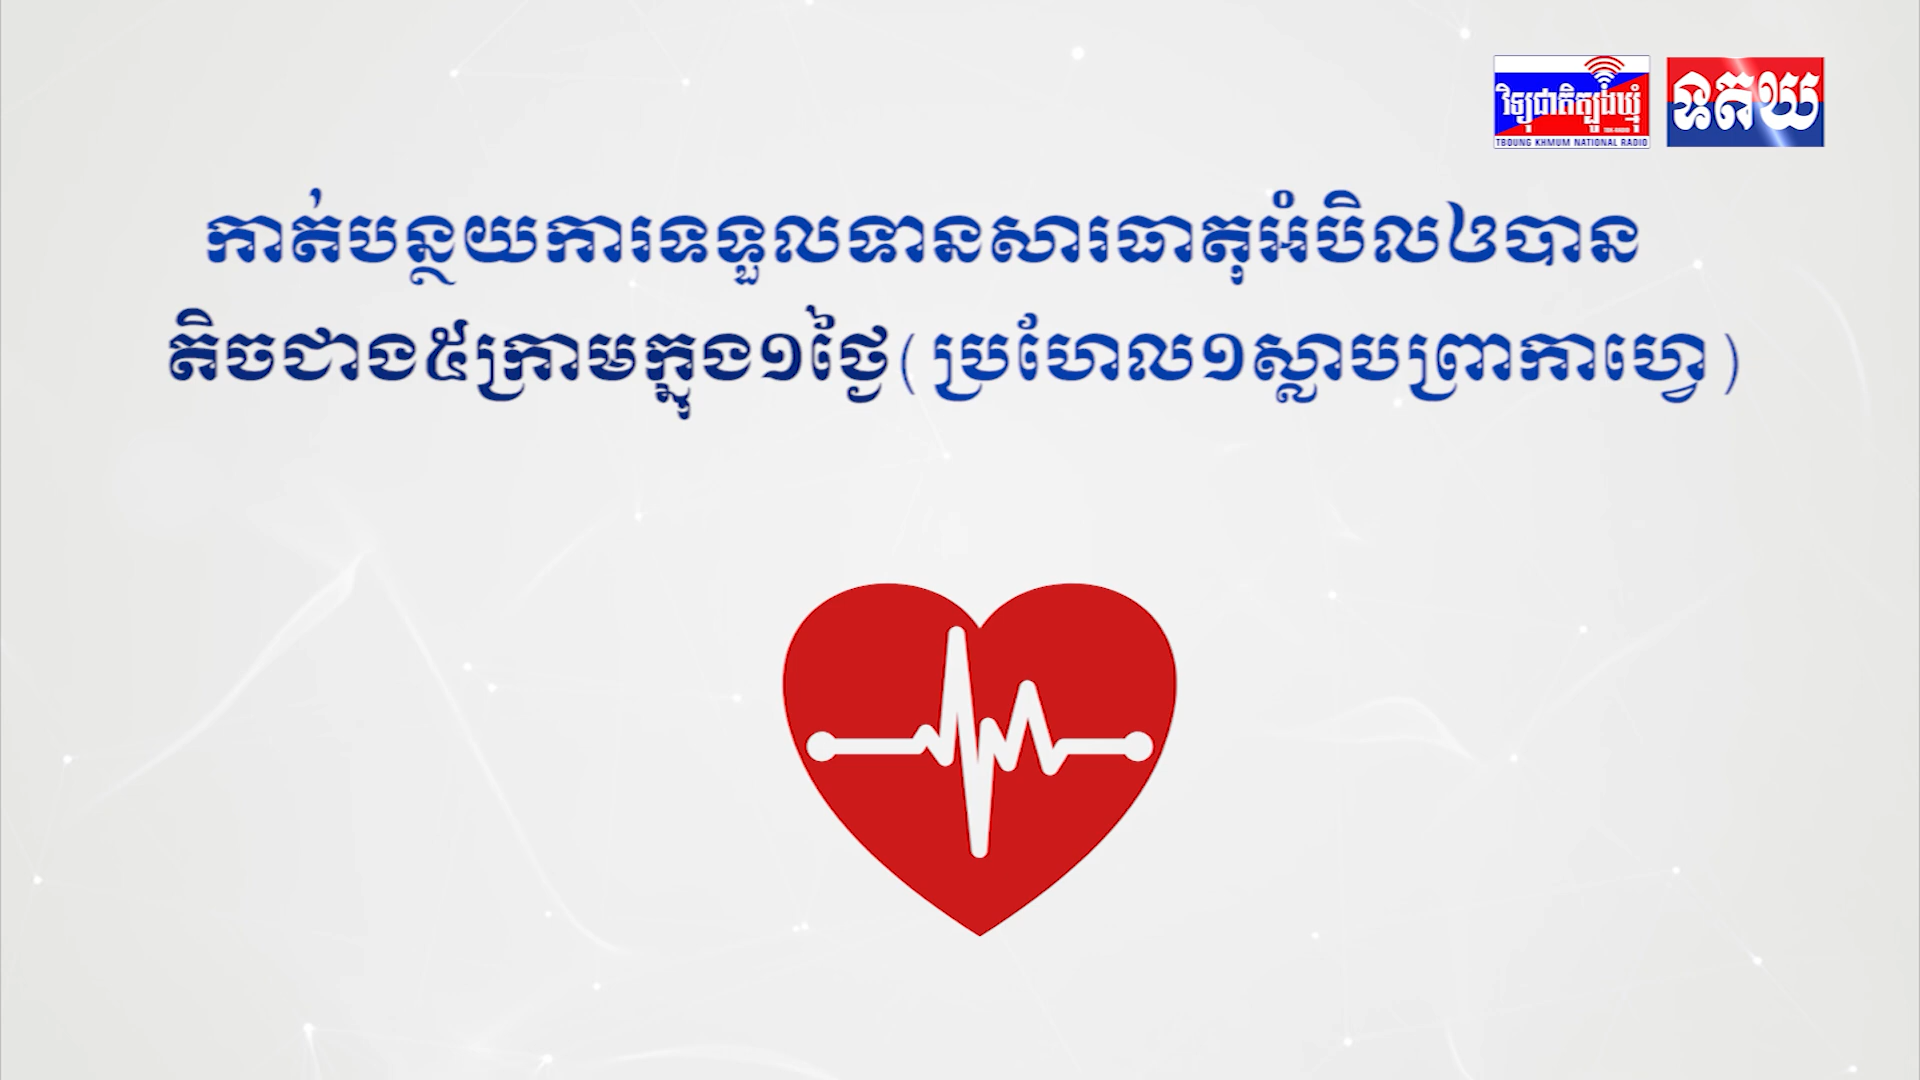 វិទ្យុជាតិត្បូងឃ្មុំ
TBK-RADIO
TBOUNG KHMUM NATIONAL RADIO
ទតឃ
កាត់បន្ថយការទទួលទានសារធាតុអំបិលឲ្យបាន
តិចជាង៥ក្រាមក្នុង១ថ្ងៃ(ប្រហែល១ស្លាបព្រាកាហ្វេ)